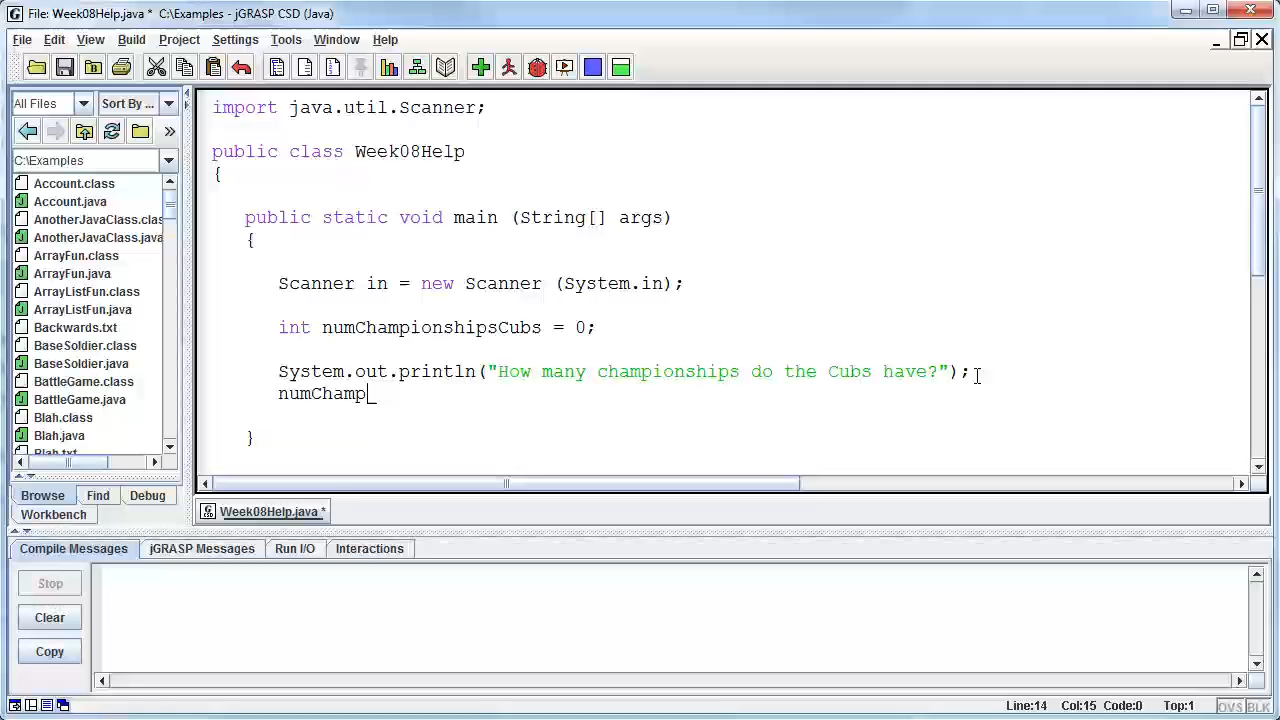 File: Week08Help.java * C:\Examples - jGRASP CSD (Java)
File Edit View Build Project Settings Tools Window Help
All Files Sort By ...
»
C:\Examples
Account.class
Account.java
AnotherJavaClass.clas
AnotherJavaClass.java
ArrayFun.class
ArrayFun.java
ArrayListFun.class
ArrayListFun.java
Backwards.txt
BaseSoldier.class
BaseSoldier.java
BattleGame.class
BattleGame.java
Blah.class
Blah.java
Blah.txt
Browse Find Debug
Workbench
import java.util.Scanner;
public class Week08Help
{
public static void main (String[] args)
{
Scanner in = new Scanner (System.in);
int numChampionshipsCubs = 0;
System.out.println("How many championships do the Cubs have?");
numChamp
}
Week08Help.java *
Compile Messages jGRASP Messages Run I/O Interactions
Stop
Clear
Copy
Line:14 Col:15 Code:0 Top:1 OVS BLK